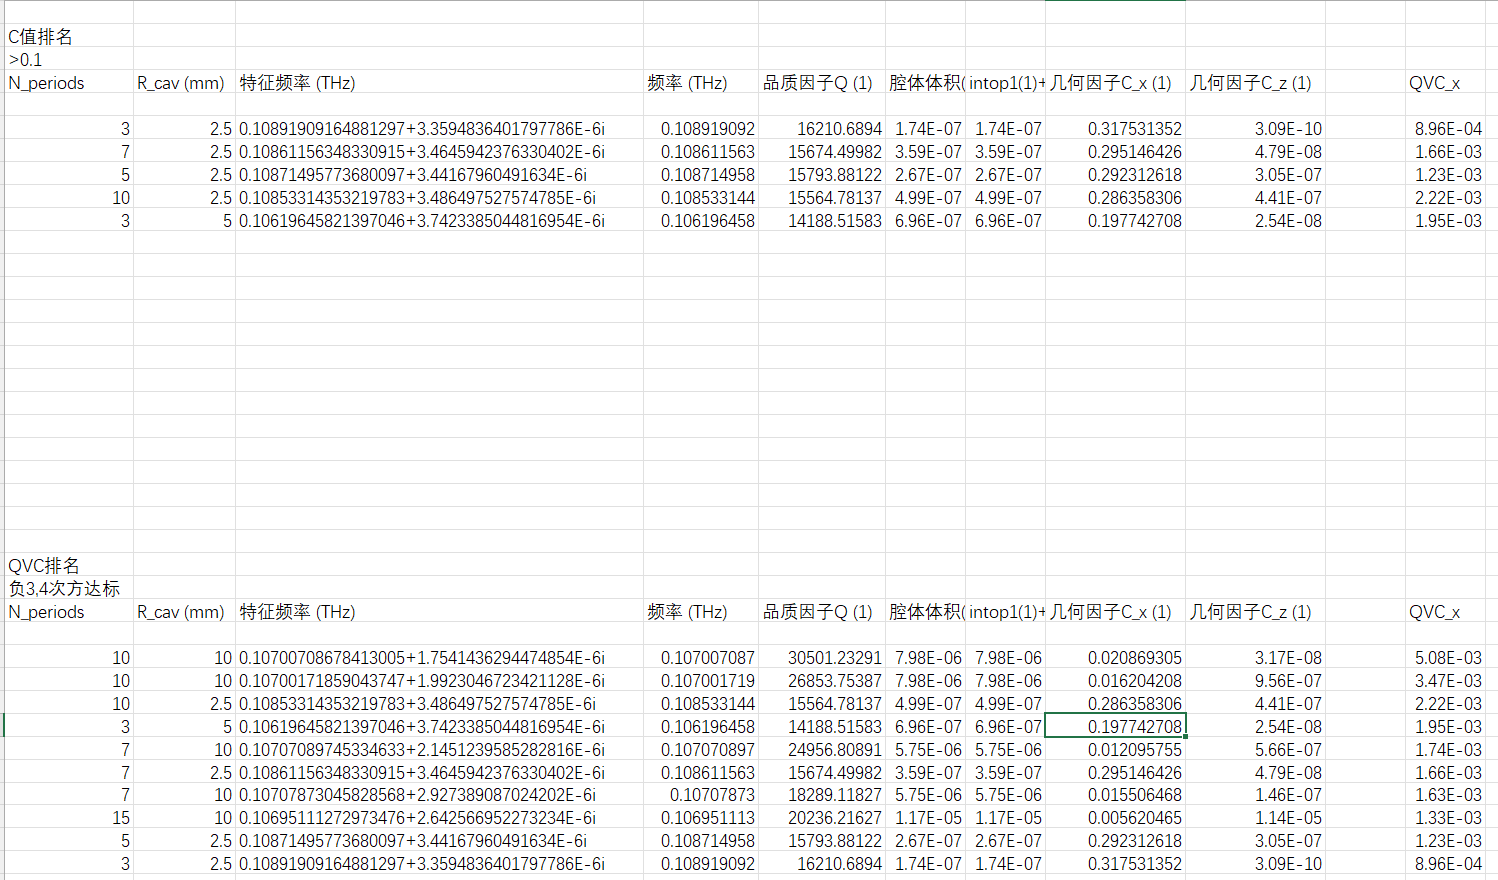 C值排名
>0.1
N_periods R_cav (mm) 特征频率 (THz) 频率 (THz) 品质因子Q (1) 腔体体积( intop1(1)+ 几何因子C_x (1) 几何因子C_z (1) QVC_x
3 2.5 0.10891909164881297+3.3594836401797786E-6i 0.108919092 16210.6894 1.74E-07 1.74E-07 0.317531352 3.09E-10 8.96E-04
7 2.5 0.10861156348330915+3.4645942376330402E-6i 0.108611563 15674.49982 3.59E-07 3.59E-07 0.295146426 4.79E-08 1.66E-03
5 2.5 0.10871495773680097+3.44167960491634E-6i 0.108714958 15793.88122 2.67E-07 2.67E-07 0.292312618 3.05E-07 1.23E-03
10 2.5 0.10853314353219783+3.486497527574785E-6i 0.108533144 15564.78137 4.99E-07 4.99E-07 0.286358306 4.41E-07 2.22E-03
3 5 0.10619645821397046+3.7423385044816954E-6i 0.106196458 14188.51583 6.96E-07 6.96E-07 0.197742708 2.54E-08 1.95E-03
QVC排名
负3,4次方达标
N_periods R_cav (mm) 特征频率 (THz) 频率 (THz) 品质因子Q (1) 腔体体积( intop1(1)+ 几何因子C_x (1) 几何因子C_z (1) QVC_x
10 10 0.10700708678413005+1.7541436294474854E-6i 0.107007087 30501.23291 7.98E-06 7.98E-06 0.020869305 3.17E-08 5.08E-03
10 10 0.10700171859043747+1.9923046723421128E-6i 0.107001719 26853.75387 7.98E-06 7.98E-06 0.016204208 9.56E-07 3.47E-03
10 2.5 0.10853314353219783+3.486497527574785E-6i 0.108533144 15564.78137 4.99E-07 4.99E-07 0.286358306 4.41E-07 2.22E-03
3 5 0.10619645821397046+3.7423385044816954E-6i 0.106196458 14188.51583 6.96E-07 6.96E-07 0.197742708 2.54E-08 1.95E-03
7 10 0.10707089745334633+2.1451239585282816E-6i 0.107070897 24956.80891 5.75E-06 5.75E-06 0.012095755 5.66E-07 1.74E-03
7 2.5 0.10861156348330915+3.4645942376330402E-6i 0.108611563 15674.49982 3.59E-07 3.59E-07 0.295146426 4.79E-08 1.66E-03
7 10 0.10707873045828568+2.927389087024202E-6i 0.10707873 18289.11827 5.75E-06 5.75E-06 0.015506468 1.46E-07 1.63E-03
15 10 0.10695111272973476+2.642566952273234E-6i 0.106951113 20236.21627 1.17E-05 1.17E-05 0.005620465 1.14E-05 1.33E-03
5 2.5 0.10871495773680097+3.44167960491634E-6i 0.108714958 15793.88122 2.67E-07 2.67E-07 0.292312618 3.05E-07 1.23E-03
3 2.5 0.10891909164881297+3.3594836401797786E-6i 0.108919092 16210.6894 1.74E-07 1.74E-07 0.317531352 3.09E-10 8.96E-04